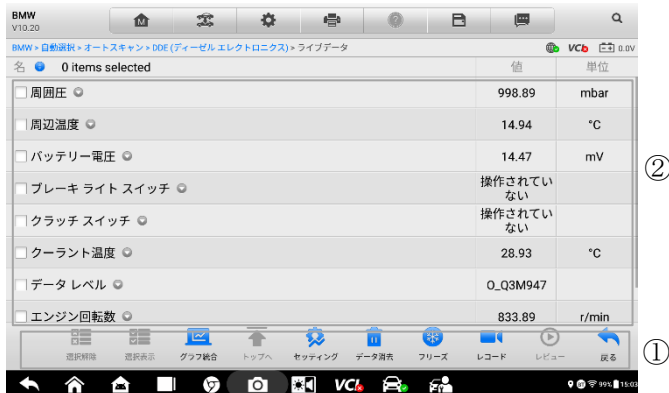 BMW
V10.20
BMW > 自動選択 > オートスキャン > DDE (ディーゼル エレクトロニクス) > ライブデータ
VCb 0.0V
名 0 items selected 値 単位
周囲圧 998.89 mbar
周辺温度 14.94 °C
バッテリー電圧 14.47 mV
ブレーキ ライト スイッチ 操作されてい
ない
クラッチ スイッチ 操作されてい
ない
クーラント温度 28.93 °C
データ レベル O_Q3M947
エンジン回転数 833.89 r/min
選択解除 選択表示 グラフ統合 トップへ セッティング データ消去 フリーズ レコード レビュー 戻る
VCb 99% 15:03
②
①